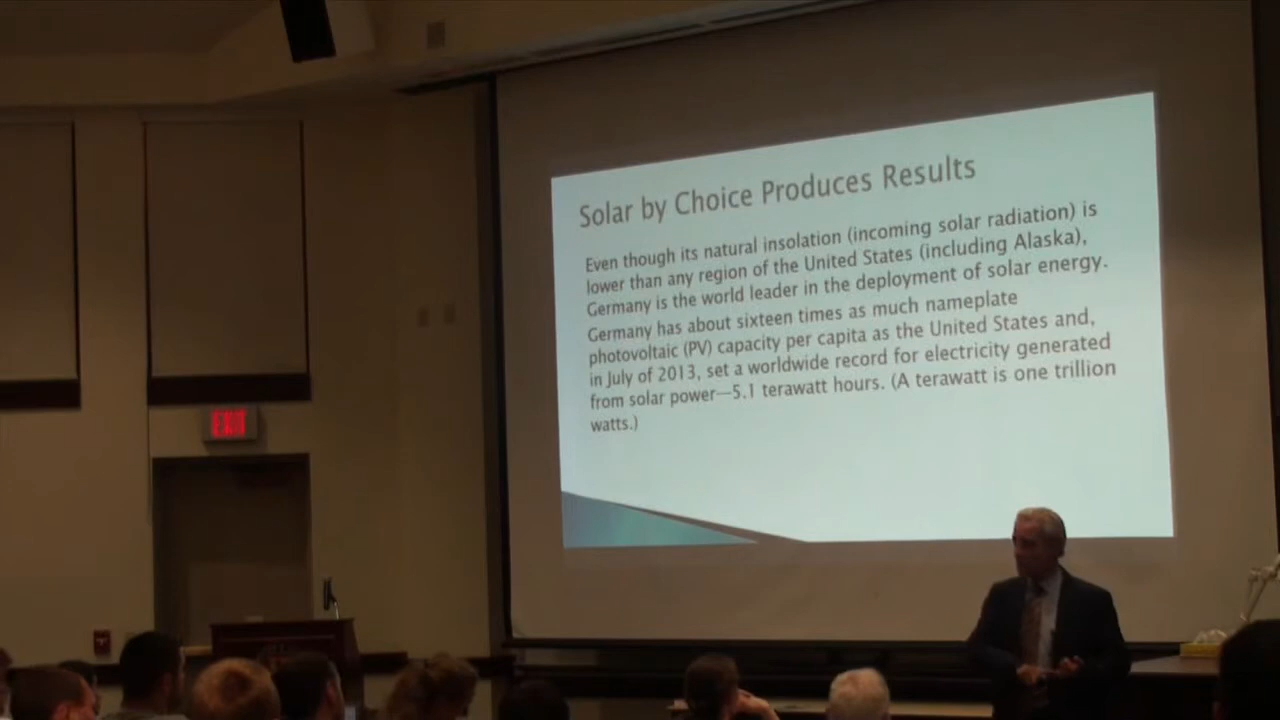 Solar by Choice Produces Results
Even though its natural insolation (incoming solar radiation) is
lower than any region of the United States (including Alaska),
Germany is the world leader in the deployment of solar energy.
Germany has about sixteen times as much nameplate
photovoltaic (PV) capacity per capita as the United States and,
in July of 2013, set a worldwide record for electricity generated
from solar power—5.1 terawatt hours. (A terawatt is one trillion
watts.)
EXIT